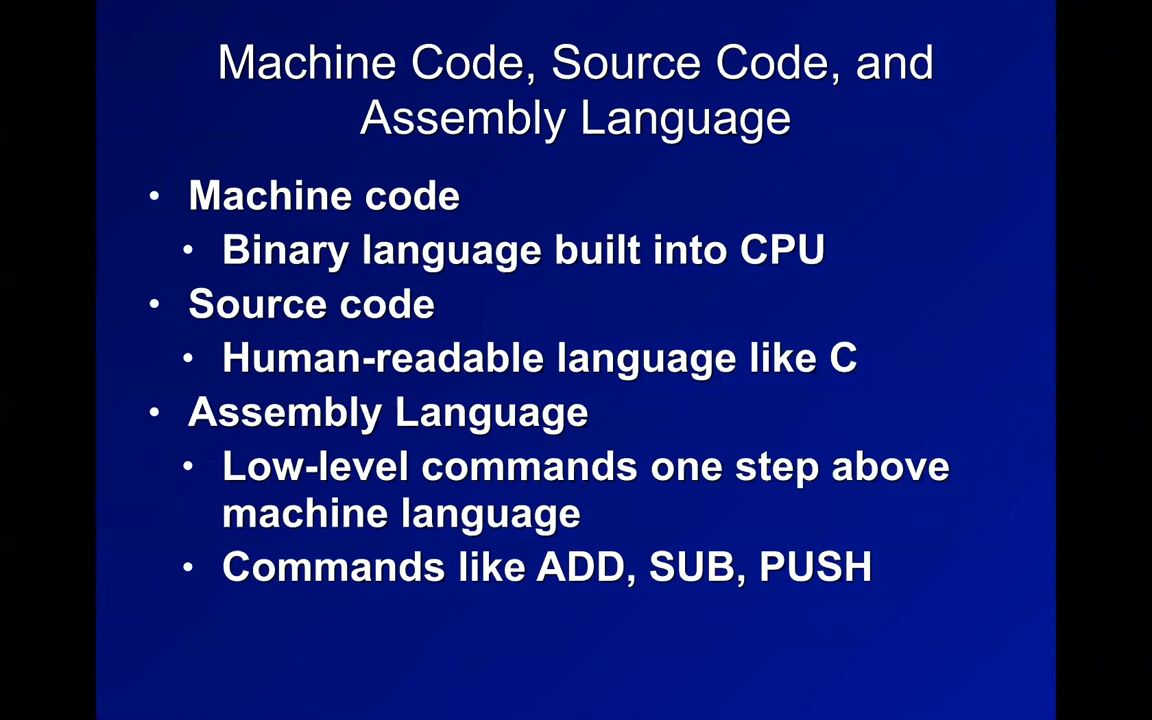 Machine Code, Source Code, and
Assembly Language
• Machine code
• Binary language built into CPU
• Source code
• Human-readable language like C
• Assembly Language
• Low-level commands one step above
machine language
• Commands like ADD, SUB, PUSH